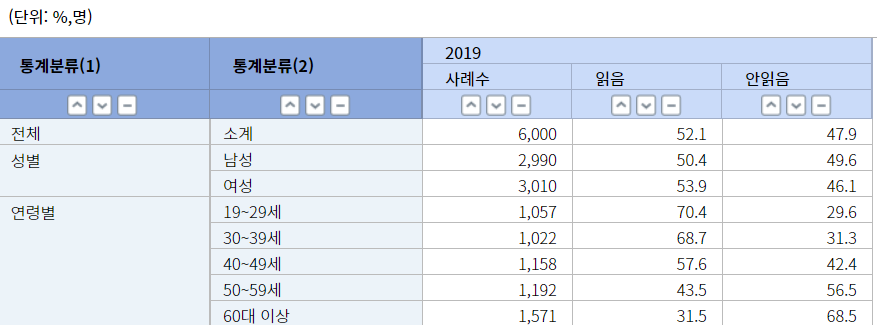 (단위: %,명)
통계분류(1) 통계분류(2) 2019
사례수 읽음 안읽음
전체 소계 6,000 52.1 47.9
성별 남성 2,990 50.4 49.6
여성 3,010 53.9 46.1
연령별 19~29세 1,057 70.4 29.6
30~39세 1,022 68.7 31.3
40~49세 1,158 57.6 42.4
50~59세 1,192 43.5 56.5
60대 이상 1,571 31.5 68.5